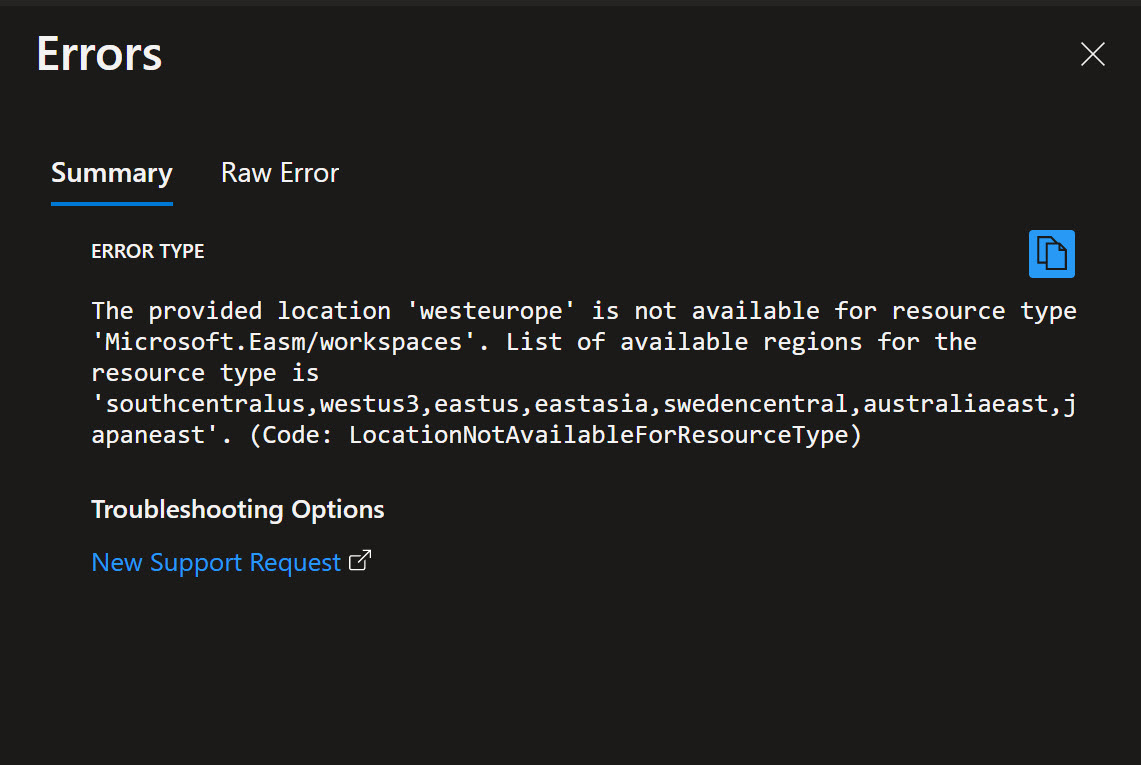 Errors
Summary
Raw Error
ERROR TYPE
The provided location 'westeurope' is not available for resource type
'Microsoft.Easm/workspaces'. List of available regions for the
resource type is
'southcentralus,westus3,eastus,eastasia,swedencentral,australiaeast,j
apaneast'. (Code: LocationNotAvailableForResourceType)
Troubleshooting Options
New Support Request